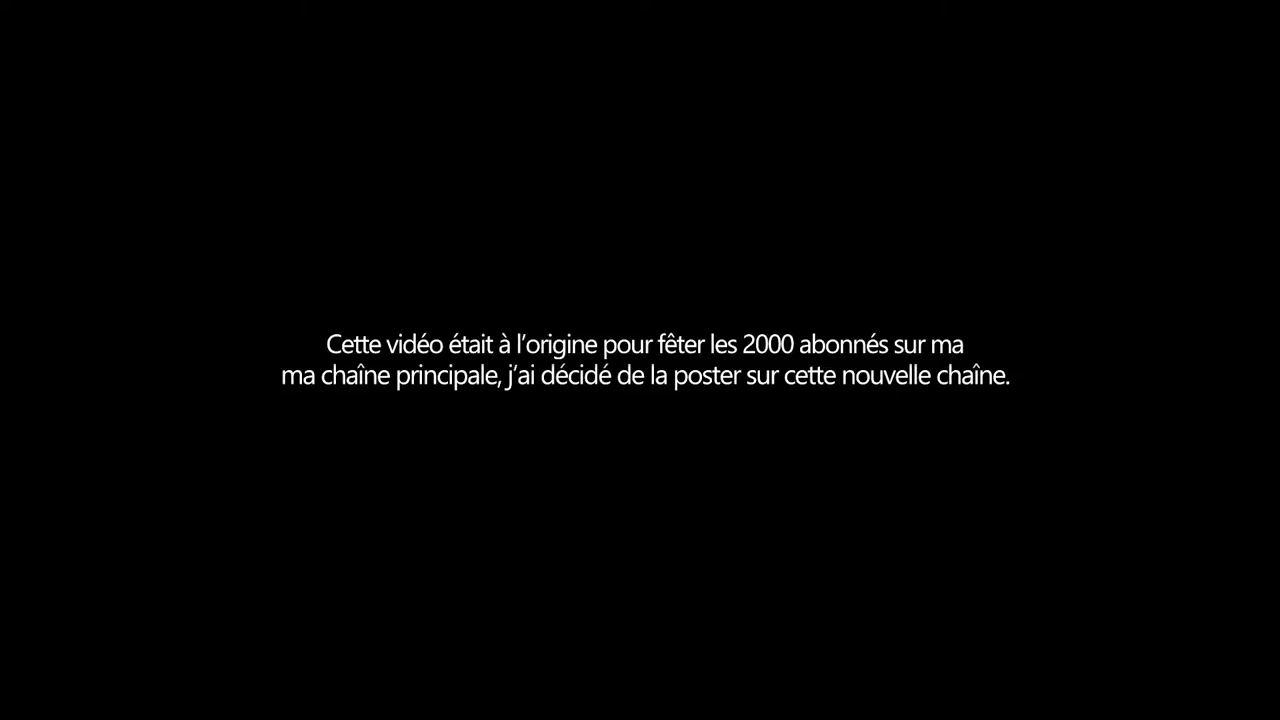 Cette vidéo était à l’origine pour fêter les 2000 abonnés sur ma
ma chaîne principale, j’ai décidé de la poster sur cette nouvelle chaîne.